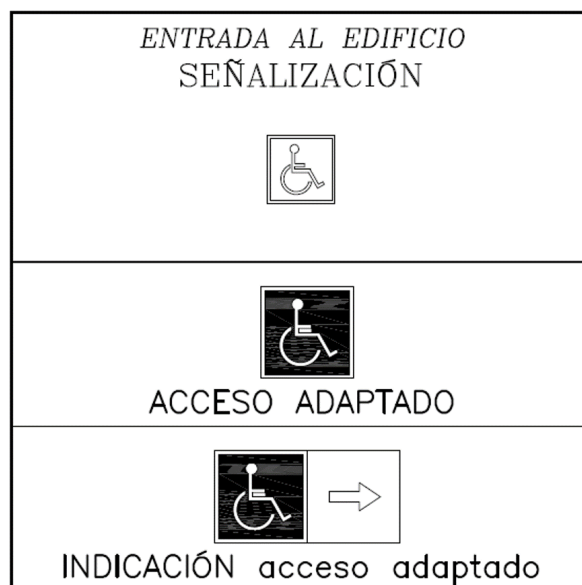 ENTRADA AL EDIFICIO
SEÑALIZACIÓN
ACCESO ADAPTADO
INDICACIÓN acceso adaptado